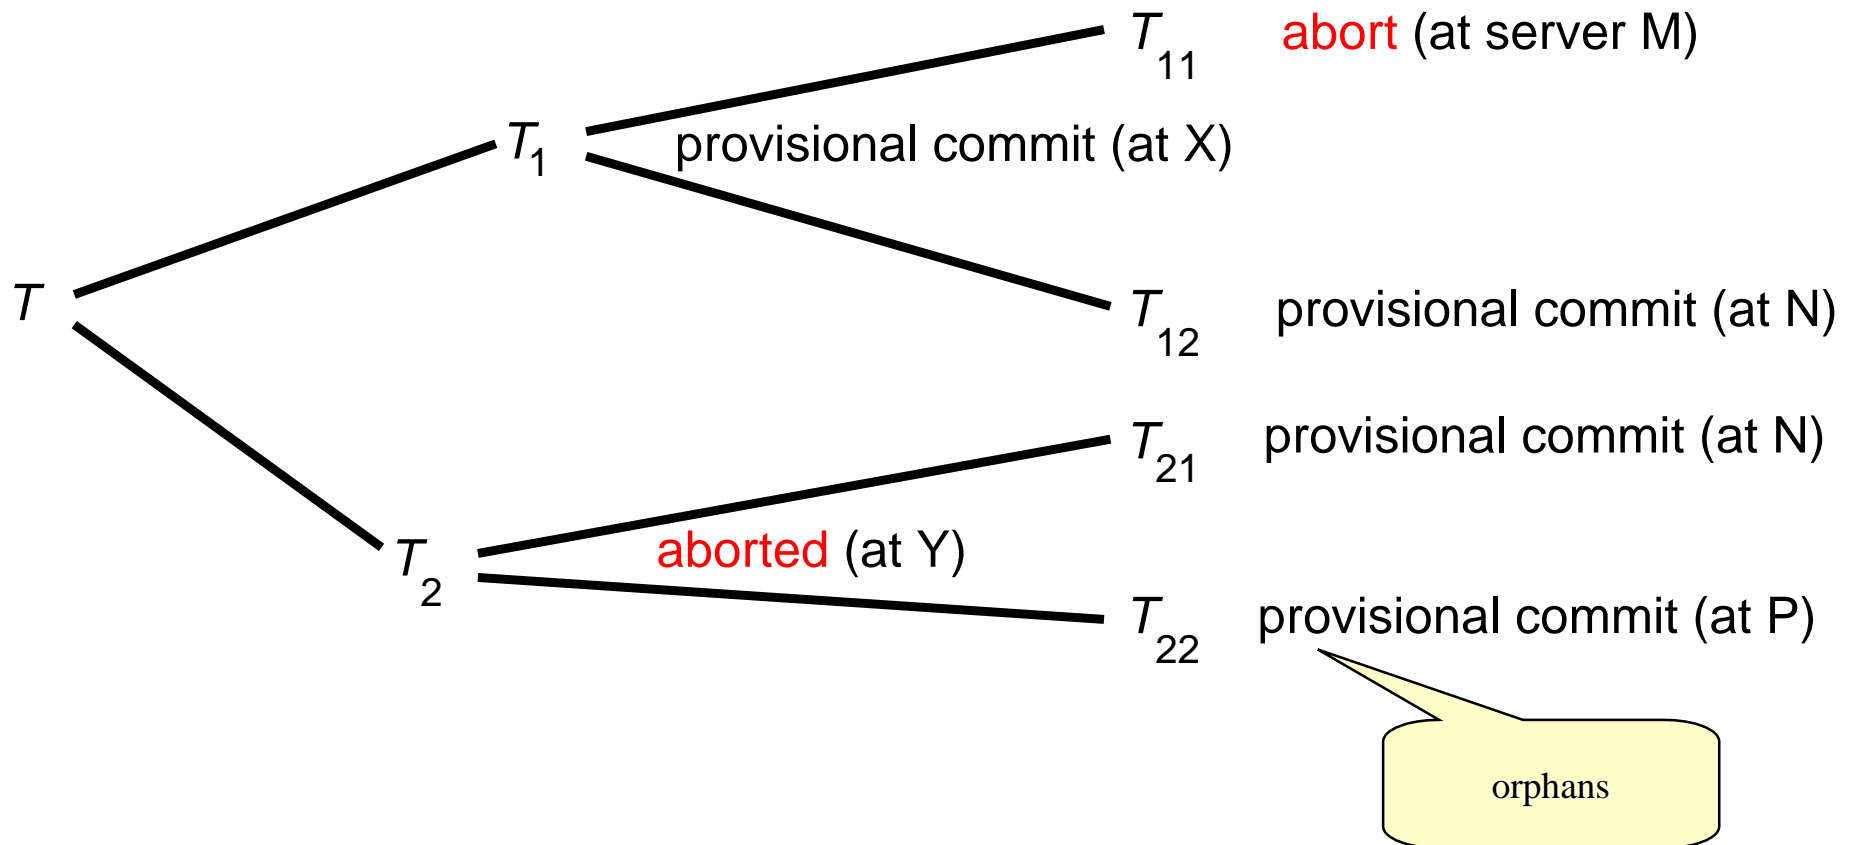 T11 abort (at server M)
T1 provisional commit (at X)
T
T12 provisional commit (at N)
T21 provisional commit (at N)
T2 aborted (at Y)
T22 provisional commit (at P)
orphans